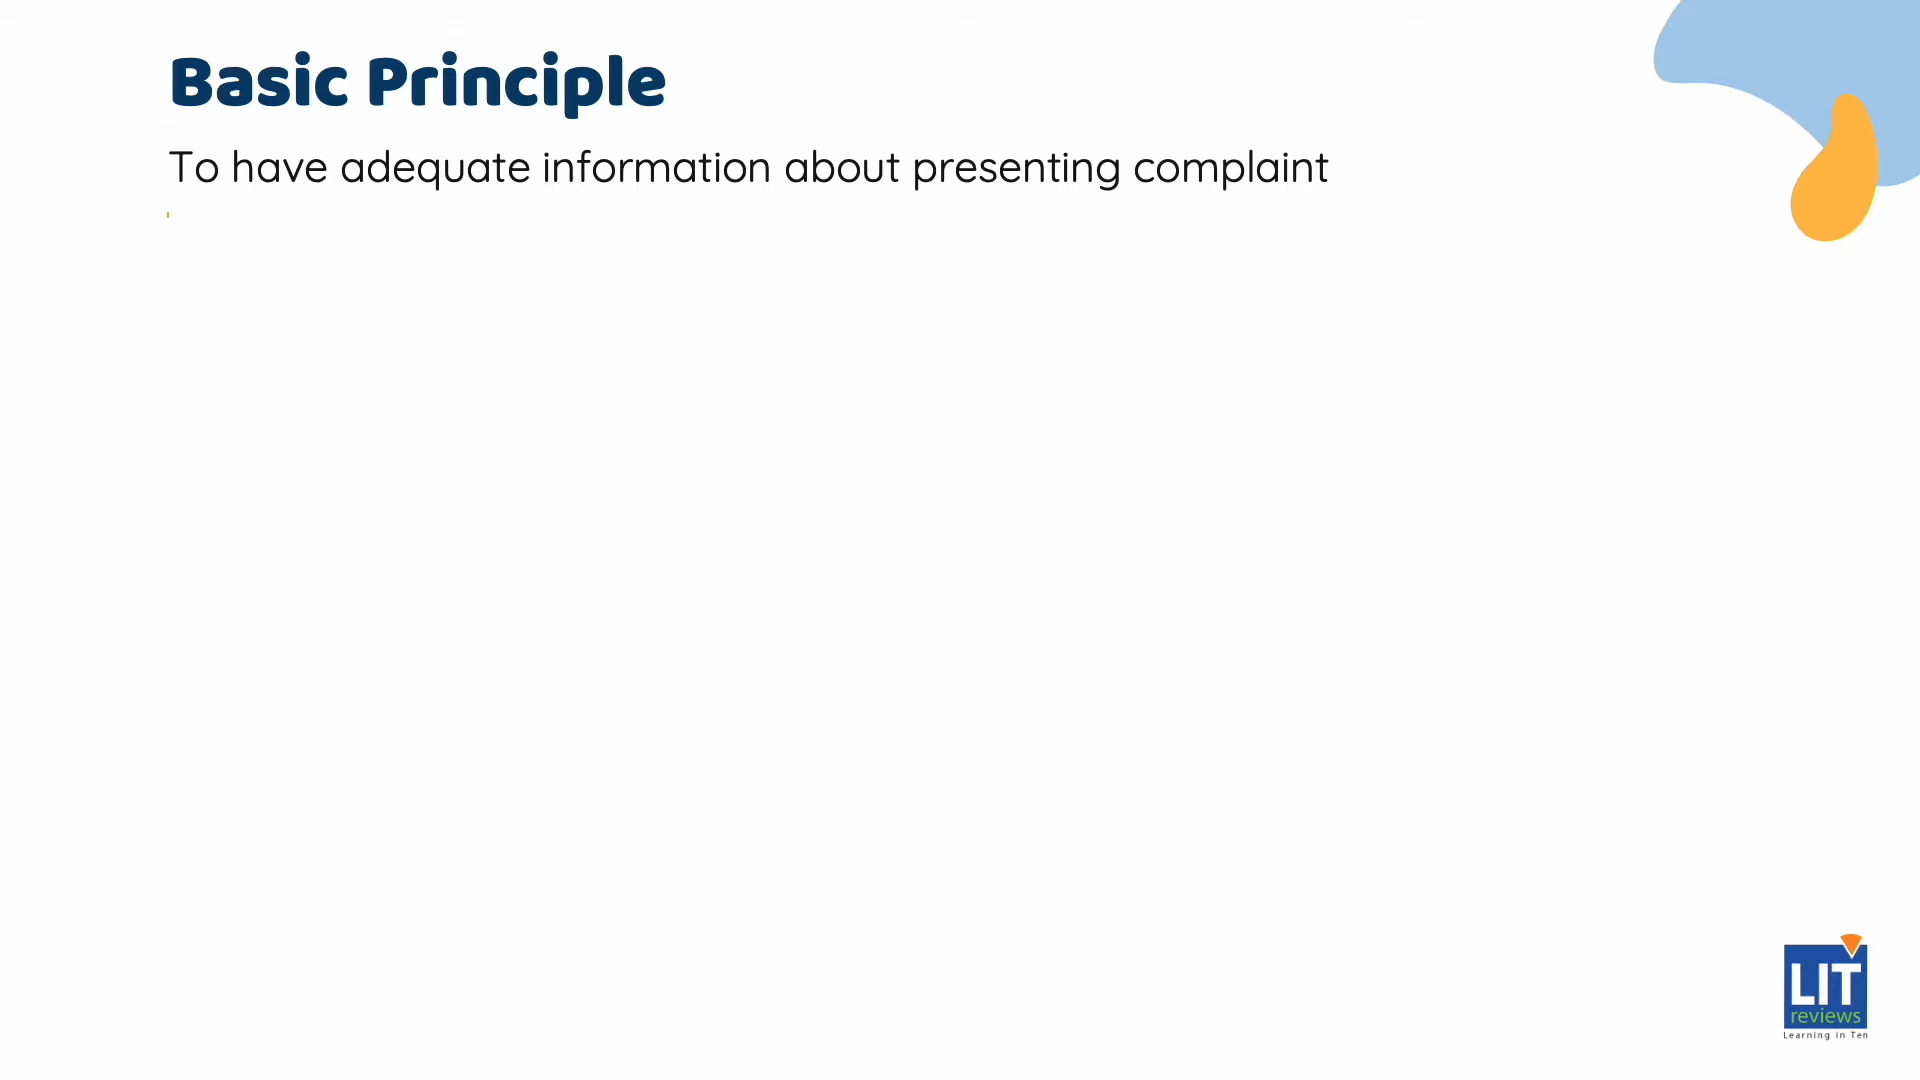 Basic Principle
To have adequate information about presenting complaint
LIT
reviews
Learning in Ten